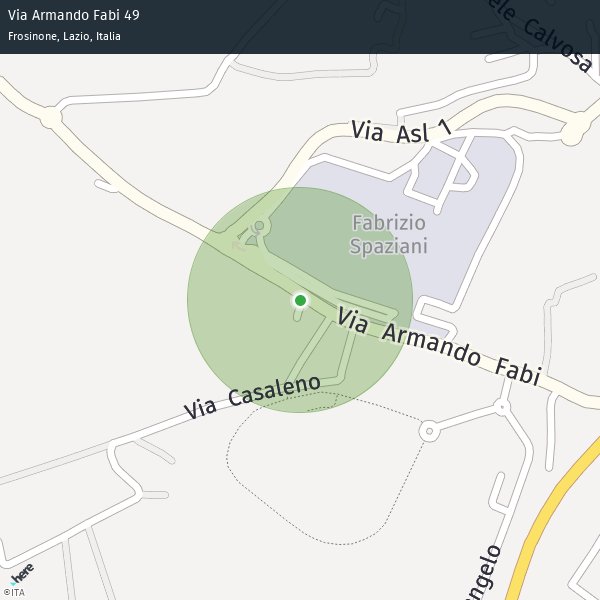 Via Armando Fabi 49
Frosinone, Lazio, Italia
Calvosa
Via Asl 1
Fabrizio
Spaziani
Via Armando Fabi
Via Casaleno
ngelo
here
©ITA